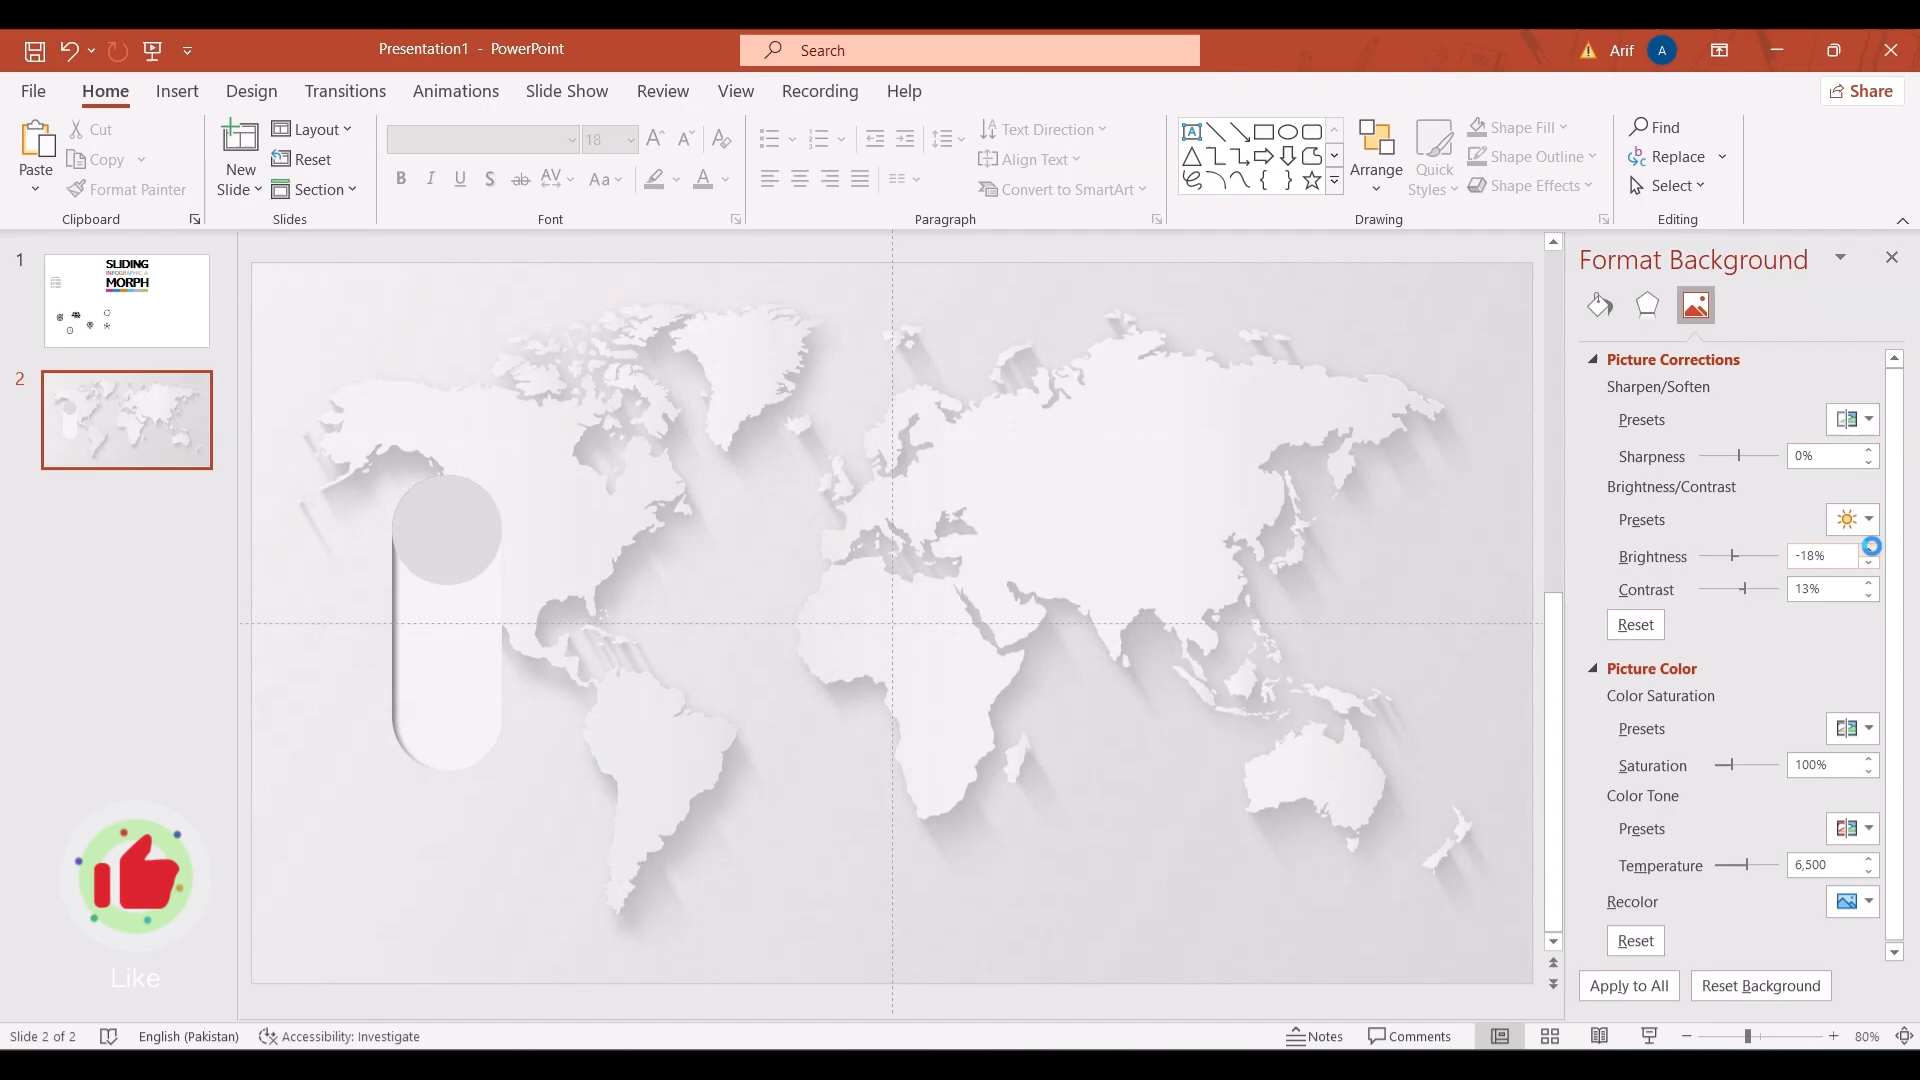 Presentation1 - PowerPoint
Search
Arif
A
File Home Insert Design Transitions Animations Slide Show Review View Recording Help
Share
Paste
Cut
Copy
Format Painter
Clipboard
New Slide
Layout
Reset
Section
Slides
18
B I U S ab AV Aa A
Font
Text Direction
Align Text
Convert to SmartArt
Paragraph
Arrange
Quick Styles
Shape Fill
Shape Outline
Shape Effects
Drawing
Find
Replace
Select
Editing
1
SLIDING
INFOGRAPHIC &
MORPH
2
Like
Format Background
Picture Corrections
Sharpen/Soften
Presets
Sharpness 0%
Brightness/Contrast
Presets
Brightness -18%
Contrast 13%
Reset
Picture Color
Color Saturation
Presets
Saturation 100%
Color Tone
Presets
Temperature 6,500
Recolor
Reset
Apply to All Reset Background
Slide 2 of 2 English (Pakistan) Accessibility: Investigate Notes Comments 80%